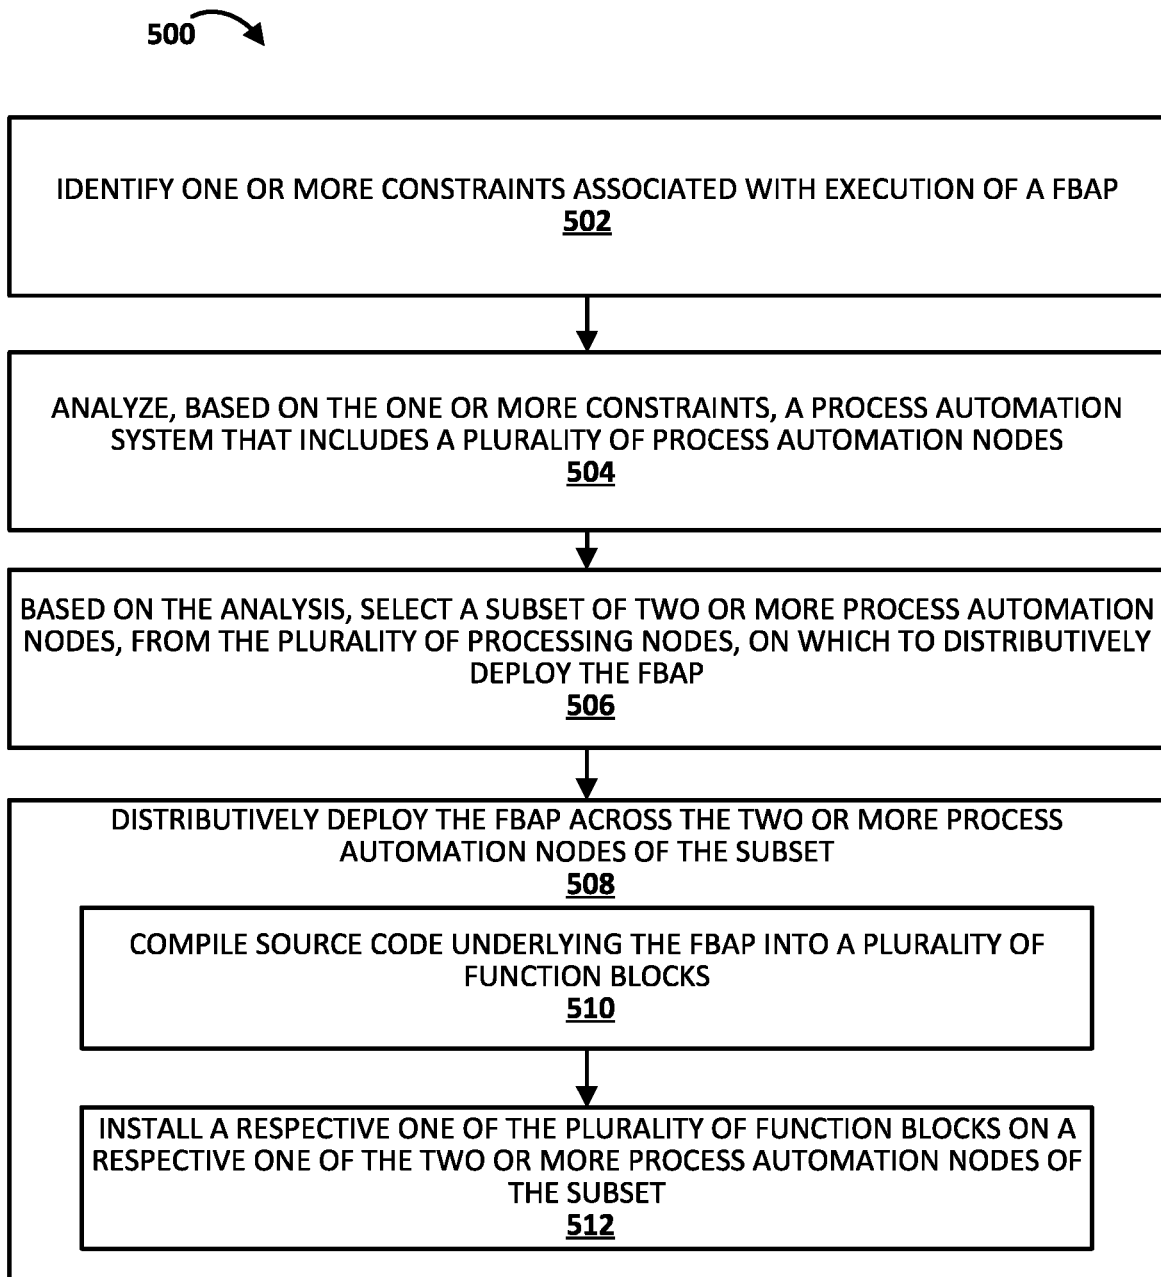 500
IDENTIFY ONE OR MORE CONSTRAINTS ASSOCIATED WITH EXECUTION OF A FBAP
502
ANALYZE, BASED ON THE ONE OR MORE CONSTRAINTS, A PROCESS AUTOMATION
SYSTEM THAT INCLUDES A PLURALITY OF PROCESS AUTOMATION NODES
504
BASED ON THE ANALYSIS, SELECT A SUBSET OF TWO OR MORE PROCESS AUTOMATION
NODES, FROM THE PLURALITY OF PROCESSING NODES, ON WHICH TO DISTRIBUTIVELY
DEPLOY THE FBAP
506
DISTRIBUTIVELY DEPLOY THE FBAP ACROSS THE TWO OR MORE PROCESS
AUTOMATION NODES OF THE SUBSET
508
COMPILE SOURCE CODE UNDERLYING THE FBAP INTO A PLURALITY OF
FUNCTION BLOCKS
510
INSTALL A RESPECTIVE ONE OF THE PLURALITY OF FUNCTION BLOCKS ON A
RESPECTIVE ONE OF THE TWO OR MORE PROCESS AUTOMATION NODES OF
THE SUBSET
512